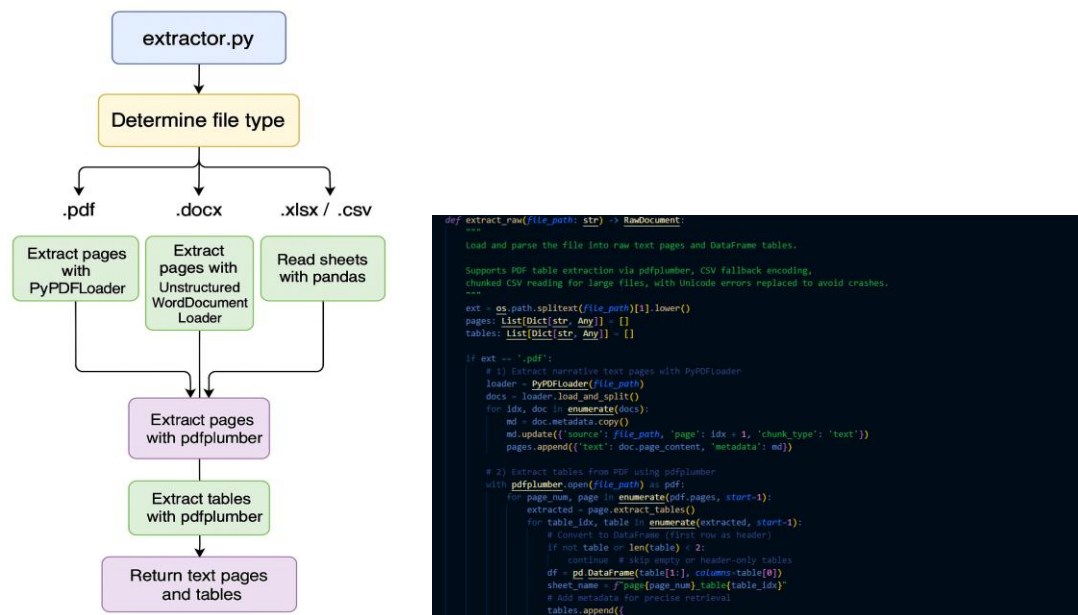 extractor.py
Determine file type
.pdf
.docx
.xlsx / .csv
Extract pages
with
PyPDFLoader
Extract
pages with
Unstructured
WordDocument
Loader
Read sheets
with pandas
Extract pages
with pdfplumber
Extract tables
with pdfplumber
Return text pages
and tables
def extract_raw(file_path: str) -> RawDocument:
"""
Load and parse the file into raw text pages and DataFrame tables.
Supports PDF table extraction via pdfplumber, CSV fallback encoding,
chunked CSV reading for large files, with Unicode errors replaced to avoid crashes.
"""
ext = os.path.splitext(file_path)[1].lower()
pages: List[Dict[str, Any]] = []
tables: List[Dict[str, Any]] = []
if ext == '.pdf':
# 1) Extract narrative text pages with PyPDFLoader
loader = PyPDFLoader(file_path)
docs = loader.load_and_split()
for idx, doc in enumerate(docs):
md = doc.metadata.copy()
md.update({'source': file_path, 'page': idx + 1, 'chunk_type': 'text'})
pages.append({'text': doc.page_content, 'metadata': md})
# 2) Extract tables from PDF using pdfplumber
with pdfplumber.open(file_path) as pdf:
for page_num, page in enumerate(pdf.pages, start=1):
extracted = page.extract_tables()
for table_idx, table in enumerate(extracted, start=1):
# Convert to DataFrame (first row as header)
if not table or len(table) < 2:
continue # skip empty or header-only tables
df = pd.DataFrame(table[1:], columns=table[0])
sheet_name = f"page{page_num}_table{table_idx}"
# Add metadata for precise retrieval
tables.append({